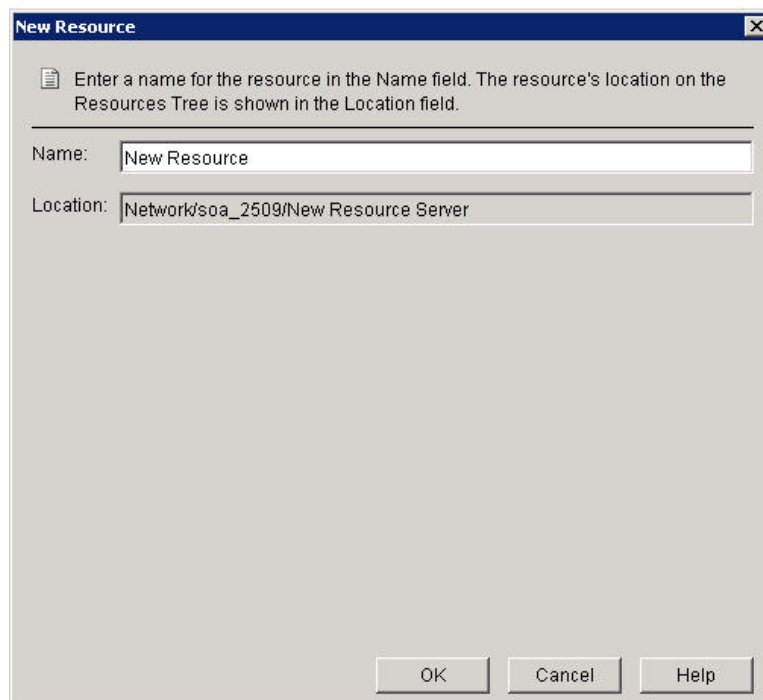 New Resource
Enter a name for the resource in the Name field. The resource's location on the
Resources Tree is shown in the Location field.
Name: New Resource
Location: Network/soa_2509/New Resource Server
OK Cancel Help